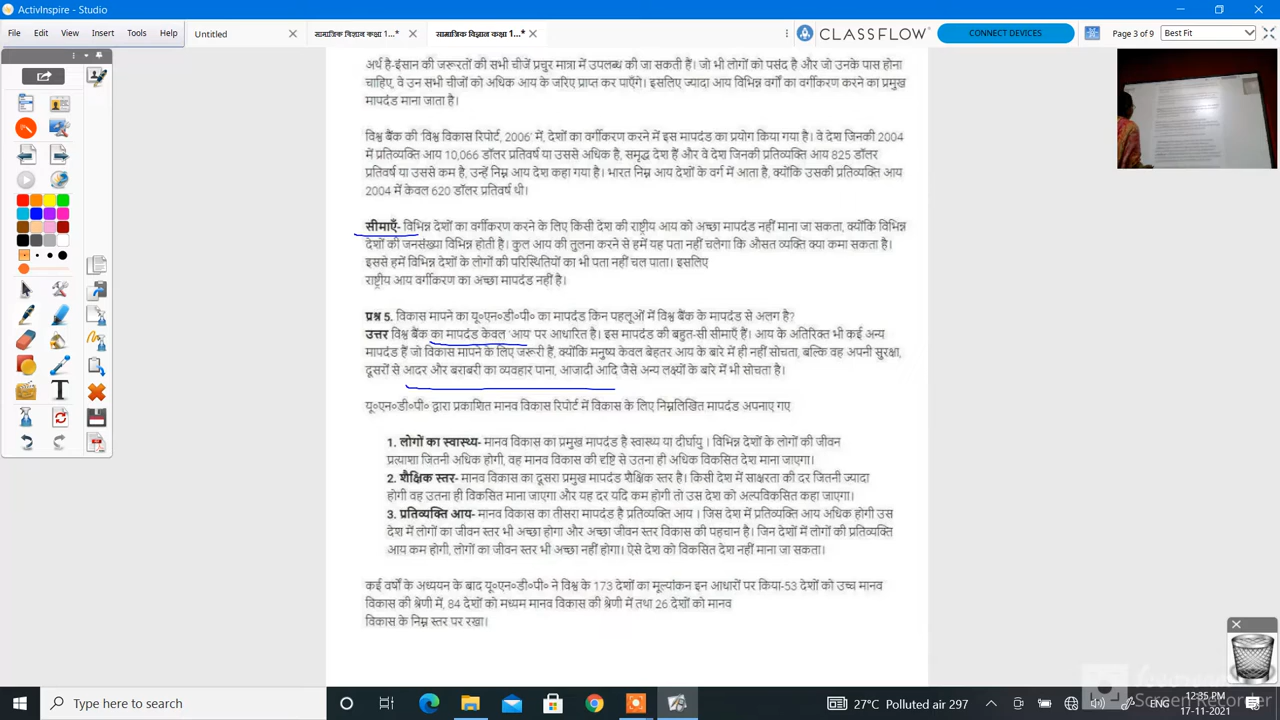 ActivInspire - Studio
File Edit View Insert Tools Help
Untitled
सामाजिक विज्ञान कक्षा 1...*
सामाजिक विज्ञान कक्षा 1...*
CLASSFLOW
CONNECT DEVICES
Page 3 of 9
Best Fit
अर्थ है-इंसान की जरूरतों की सभी चीजें प्रचुर मात्रा में उपलब्ध की जा सकती हैं। जो भी लोगों को पसंद है और जो उनके पास होना
चाहिए, वे उन सभी चीजों को अधिक आय के जरिए प्राप्त कर पाएँगे। इसलिए ज्यादा आय विभिन्न वर्गों का वर्गीकरण करने का प्रमुख
मापदंड माना जाता है।
विश्व बैंक की 'विश्व विकास रिपोर्ट, 2006' में, देशों का वर्गीकरण करने में इस मापदंड का प्रयोग किया गया है। वे देश जिनकी 2004
में प्रतिव्यक्ति आय 10,066 डॉलर प्रतिवर्ष या उससे अधिक है, समृद्ध देश हैं और वे देश जिनकी प्रतिव्यक्ति आय 825 डॉलर
प्रतिवर्ष या उससे कम है, उन्हें निम्न आय देश कहा गया है। भारत निम्न आय देशों के वर्ग में आता है, क्योंकि उसकी प्रतिव्यक्ति आय
2004 में केवल 620 डॉलर प्रतिवर्ष थी।
सीमाएँ- विभिन्न देशों का वर्गीकरण करने के लिए किसी देश की राष्ट्रीय आय को अच्छा मापदंड नहीं माना जा सकता, क्योंकि विभिन्न
देशों की जनसंख्या विभिन्न होती है। कुल आय की तुलना करने से हमें यह पता नहीं चलेगा कि औसत व्यक्ति क्या कमा सकता है।
इससे हमें विभिन्न देशों के लोगों की परिस्थितियों का भी पता नहीं चल पाता। इसलिए
राष्ट्रीय आय वर्गीकरण का अच्छा मापदंड नहीं है।
प्रश्न 5. विकास मापने का यू०एन०डी०पी० का मापदंड किन पहलूओं में विश्व बैंक के मापदंड से अलग है?
उत्तर विश्व बैंक का मापदंड केवल 'आय' पर आधारित है। इस मापदंड की बहुत-सी सीमाएँ हैं। आय के अतिरिक्त भी कई अन्य
मापदंड हैं जो विकास मापने के लिए जरूरी हैं, क्योंकि मनुष्य केवल बेहतर आय के बारे में ही नहीं सोचता, बल्कि वह अपनी सुरक्षा,
दूसरों से आदर और बराबरी का व्यवहार पाना, आजादी आदि जैसे अन्य लक्ष्यों के बारे में भी सोचता है।
यू०एन०डी०पी० द्वारा प्रकाशित मानव विकास रिपोर्ट में विकास के लिए निम्नलिखित मापदंड अपनाए गए
1. लोगों का स्वास्थ्य- मानव विकास का प्रमुख मापदंड है स्वास्थ्य या दीर्घायु । विभिन्न देशों के लोगों की जीवन
प्रत्याशा जितनी अधिक होगी, वह मानव विकास की दृष्टि से उतना ही अधिक विकसित देश माना जाएगा।
2. शैक्षिक स्तर- मानव विकास का दूसरा प्रमुख मापदंड शैक्षिक स्तर है। किसी देश में साक्षरता की दर जितनी ज्यादा
होगी वह उतना ही विकसित माना जाएगा और यह दर यदि कम होगी तो उस देश को अल्पविकसित कहा जाएगा।
3. प्रतिव्यक्ति आय- मानव विकास का तीसरा मापदंड है प्रतिव्यक्ति आय । जिस देश में प्रतिव्यक्ति आय अधिक होगी उस
देश में लोगों का जीवन स्तर भी अच्छा होगा और अच्छा जीवन स्तर विकास की पहचान है। जिन देशों में लोगों की प्रतिव्यक्ति
आय कम होगी, लोगों का जीवन स्तर भी अच्छा नहीं होगा। ऐसे देश को विकसित देश नहीं माना जा सकता।
कई वर्षों के अध्ययन के बाद यू०एन०डी०पी० ने विश्व के 173 देशों का मूल्यांकन इन आधारों पर किया-53 देशों को उच्च मानव
विकास की श्रेणी में, 84 देशों को मध्यम मानव विकास की श्रेणी में तथा 26 देशों को मानव
विकास के निम्न स्तर पर रखा।
Screen Recorder
Type here to search
27°C Polluted air 297
ENG
12:35 PM
17-11-2021